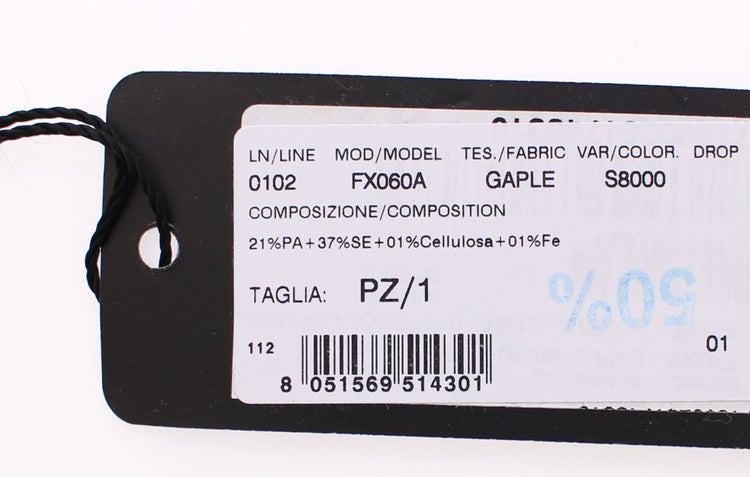 LN/LINE MOD/MODEL TES./FABRIC VAR/COLOR. DROP
0102 FX060A GAPLE S8000
COMPOSIZIONE/COMPOSITION
21%PA+37%SE+01%Cellulosa+01%Fe
TAGLIA: PZ/1
50%
01
112
8 051569 514301